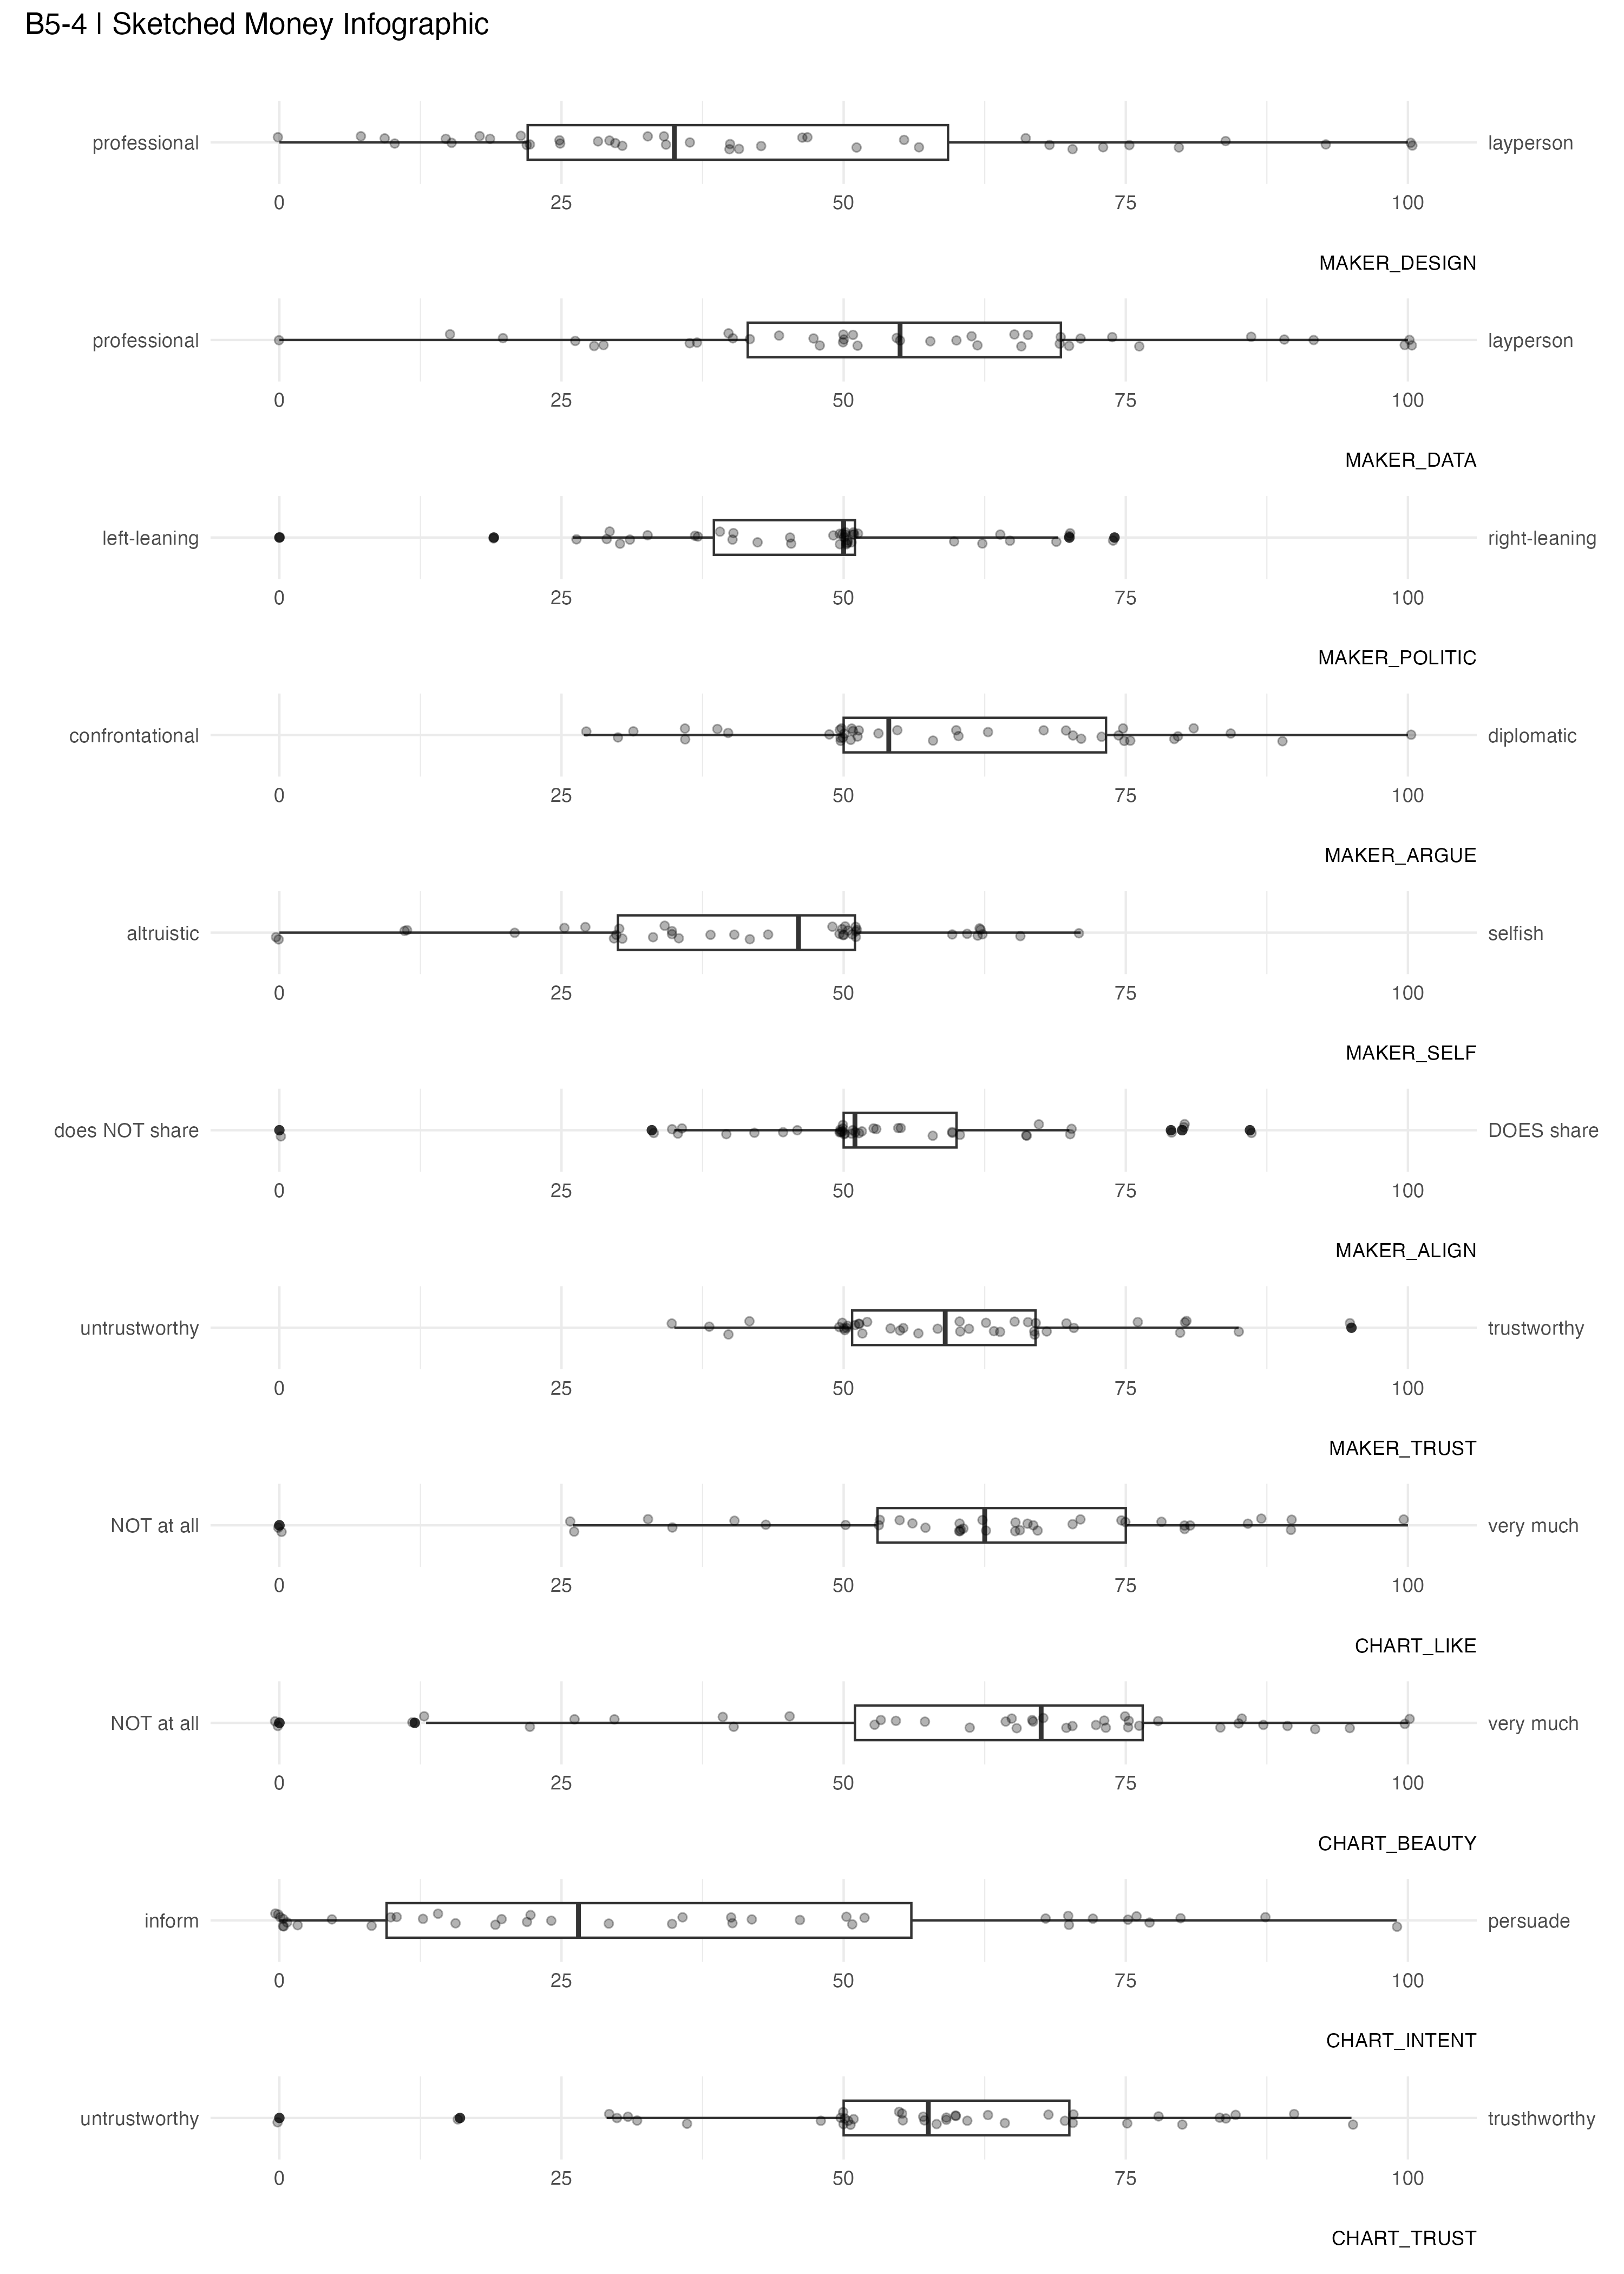 B5-4 | Sketched Money Infographic
professional layperson
0 25 50 75 100
MAKER_DESIGN
professional layperson
0 25 50 75 100
MAKER_DATA
left-leaning right-leaning
0 25 50 75 100
MAKER_POLITIC
confrontational diplomatic
0 25 50 75 100
MAKER_ARGUE
altruistic selfish
0 25 50 75 100
MAKER_SELF
does NOT share DOES share
0 25 50 75 100
MAKER_ALIGN
untrustworthy trustworthy
0 25 50 75 100
MAKER_TRUST
NOT at all very much
0 25 50 75 100
CHART_LIKE
NOT at all very much
0 25 50 75 100
CHART_BEAUTY
inform persuade
0 25 50 75 100
CHART_INTENT
untrustworthy trusthworthy
0 25 50 75 100
CHART_TRUST